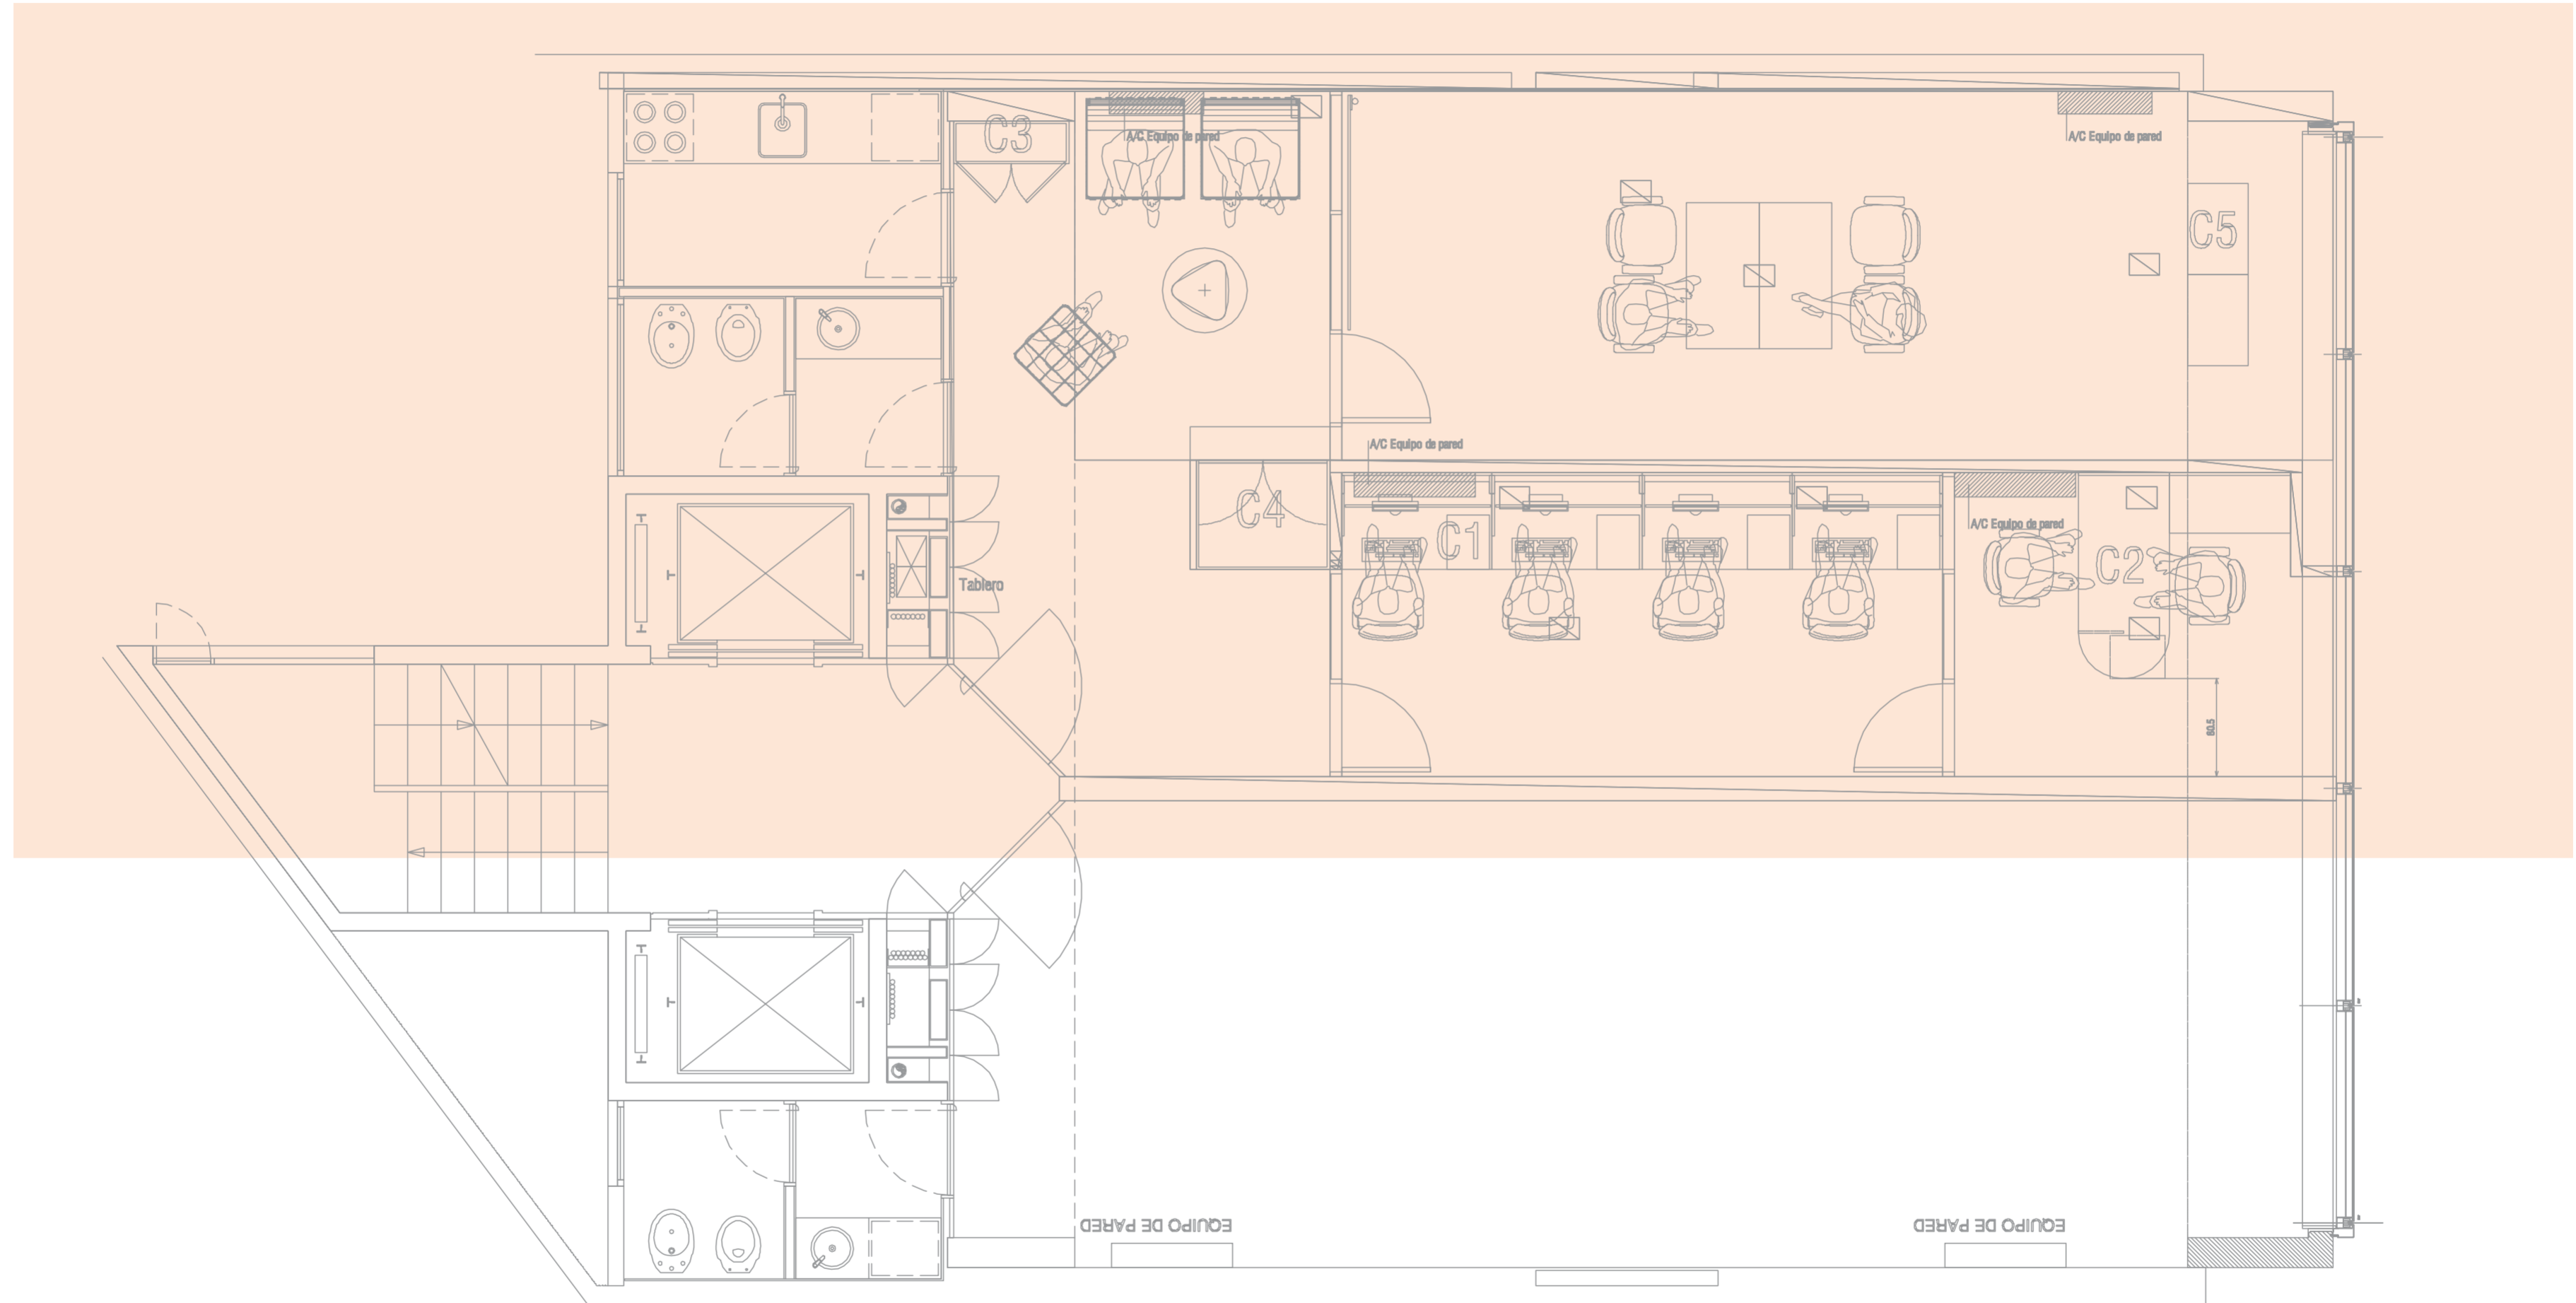 C3
A/C Equipo de pared
A/C Equipo de pared
C5
A/C Equipo de pared
C4
C1
A/C Equipo de pared
C2
Tablero
60.5
EQUIPO DE PARED
EQUIPO DE PARED